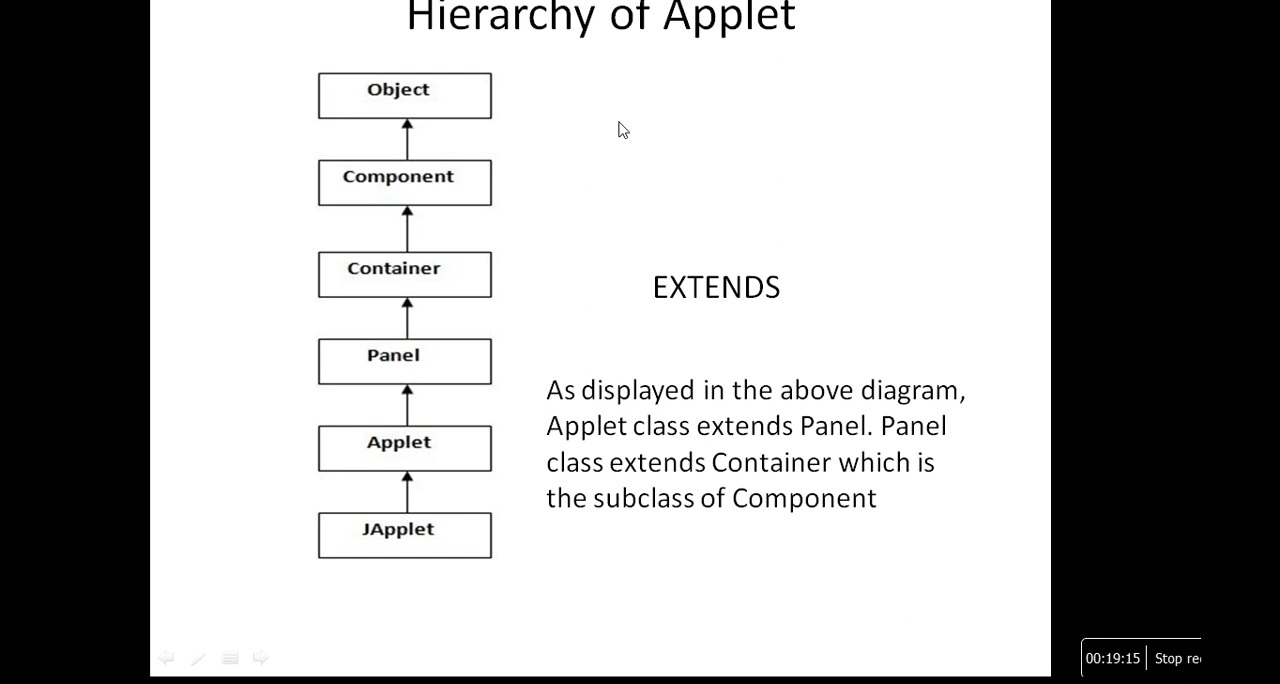 Hierarchy of Applet
Object
Component
Container
Panel
Applet
JApplet
EXTENDS
As displayed in the above diagram,
Applet class extends Panel. Panel
class extends Container which is
the subclass of Component
00:19:15
Stop